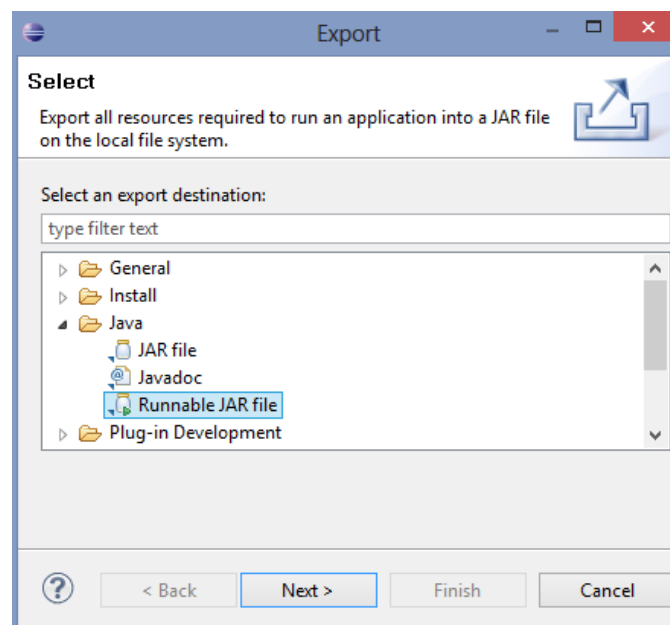 Export
Select
Export all resources required to run an application into a JAR file
on the local file system.
Select an export destination:
type filter text
General
Install
Java
JAR file
Javadoc
Runnable JAR file
Plug-in Development
< Back Next > Finish Cancel